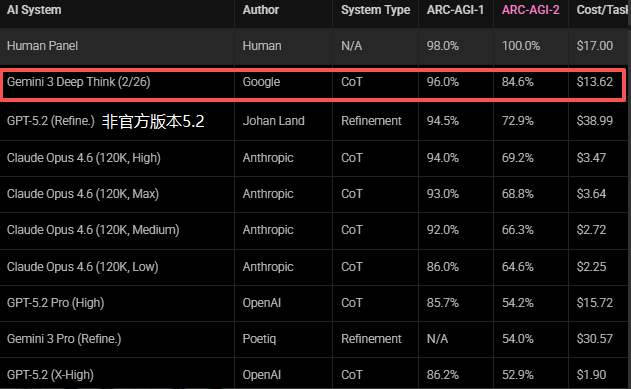 AI System Author System Type ARC-AGI-1 ARC-AGI-2 Cost/Task
Human Panel Human N/A 98.0% 100.0% $17.00
Gemini 3 Deep Think (2/26) Google CoT 96.0% 84.6% $13.62
GPT-5.2 (Refine.) 非官方版本5.2 Johan Land Refinement 94.5% 72.9% $38.99
Claude Opus 4.6 (120K, High) Anthropic CoT 94.0% 69.2% $3.47
Claude Opus 4.6 (120K, Max) Anthropic CoT 93.0% 68.8% $3.64
Claude Opus 4.6 (120K, Medium) Anthropic CoT 92.0% 66.3% $2.72
Claude Opus 4.6 (120K, Low) Anthropic CoT 86.0% 64.6% $2.25
GPT-5.2 Pro (High) OpenAI CoT 85.7% 54.2% $15.72
Gemini 3 Pro (Refine.) Poetiq Refinement N/A 54.0% $30.57
GPT-5.2 (X-High) OpenAI CoT 86.2% 52.9% $1.90